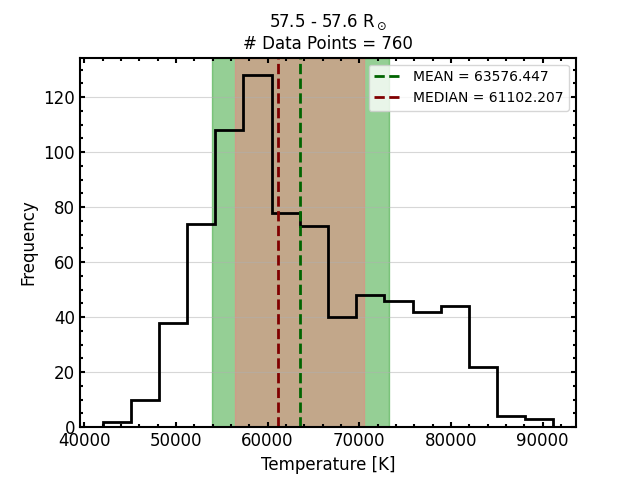 57.5 - 57.6 R⊙
# Data Points = 760
MEAN = 63576.447
MEDIAN = 61102.207
120
100
80
60
40
20
0
Frequency
40000 50000 60000 70000 80000 90000
Temperature [K]